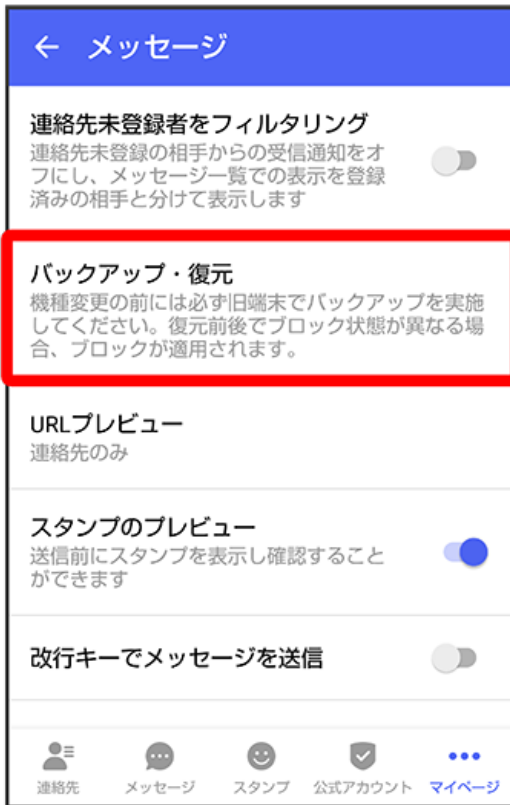 ← メッセージ
連絡先未登録者をフィルタリング
連絡先未登録の相手からの受信通知をオ
フにし、メッセージ一覧での表示を登録
済みの相手と分けて表示します
バックアップ・復元
機種変更の前には必ず旧端末でバックアップを実施
してください。復元前後でブロック状態が異なる場
合、ブロックが適用されます。
URLプレビュー
連絡先のみ
スタンプのプレビュー
送信前にスタンプを表示し確認すること
ができます
改行キーでメッセージを送信
連絡先 メッセージ スタンプ 公式アカウント マイページ